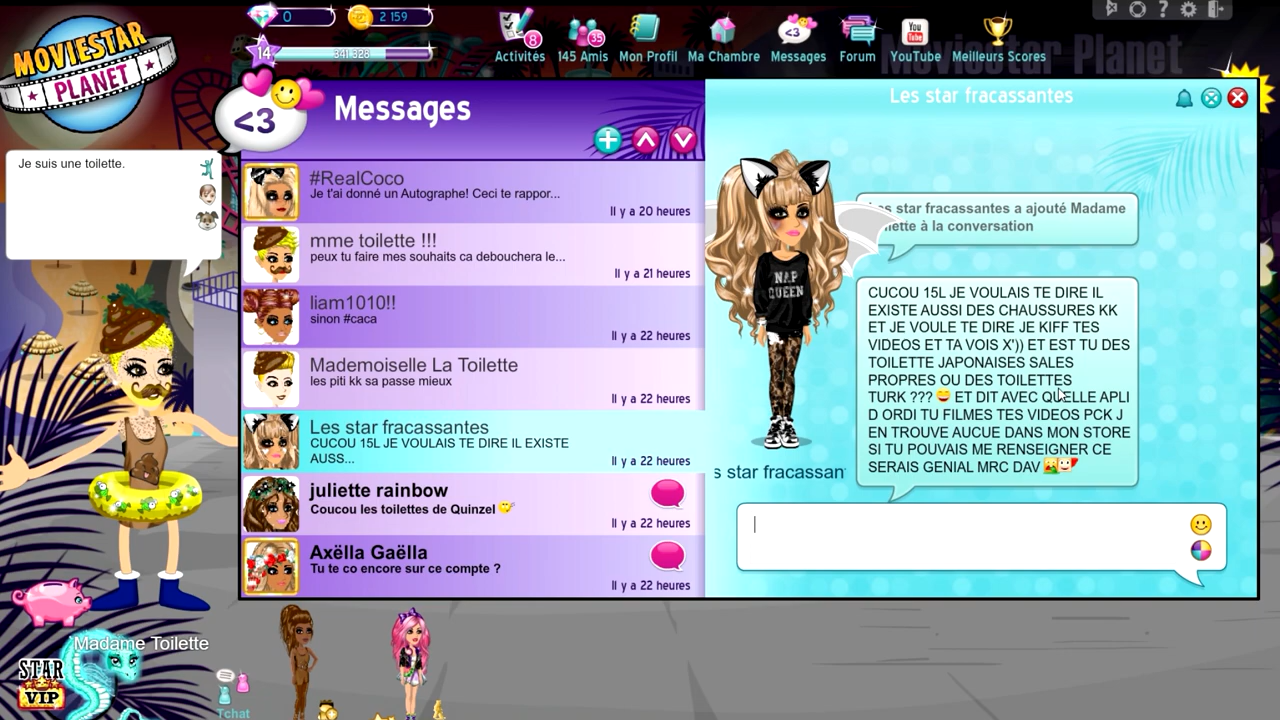 MOVIESTAR
PLANET
0
2 159
14
341 328
8
35
<3
You
Tube
Activités
145 Amis
Mon Profil
Ma Chambre
Messages
Forum
YouTube
Meilleurs Scores
Je suis une toilette.
<3
Messages
#RealCoco
Je t'ai donné un Autographe! Ceci te rappor...
Il y a 20 heures
mme toilette !!!
peux tu faire mes souhaits ca debouchera le...
Il y a 21 heures
liam1010!!
sinon #caca
Il y a 22 heures
Mademoiselle La Toilette
les piti kk sa passe mieux
Il y a 22 heures
Les star fracassantes
CUCOU 15L JE VOULAIS TE DIRE IL EXISTE
AUSS...
Il y a 22 heures
juliette rainbow
Coucou les toilettes de Quinzel
Il y a 22 heures
Axëlla Gaëlla
Tu te co encore sur ce compte ?
Il y a 22 heures
Les star fracassantes
es star fracassantes a ajouté Madame
ilette à la conversation
NAP
QUEEN
s star fracassan
CUCOU 15L JE VOULAIS TE DIRE IL
EXISTE AUSSI DES CHAUSSURES KK
ET JE VOULE TE DIRE JE KIFF TES
VIDEOS ET TA VOIS X')) ET EST TU DES
TOILETTE JAPONAISES SALES
PROPRES OU DES TOILETTES
TURK ??? 😄 ET DIT AVEC QUELLE APLI
D ORDI TU FILMES TES VIDEOS PCK J
EN TROUVE AUCUE DANS MON STORE
SI TU POUVAIS ME RENSEIGNER CE
SERAIS GENIAL MRC DAV
Madame Toilette
STAR
VIP
Tchat